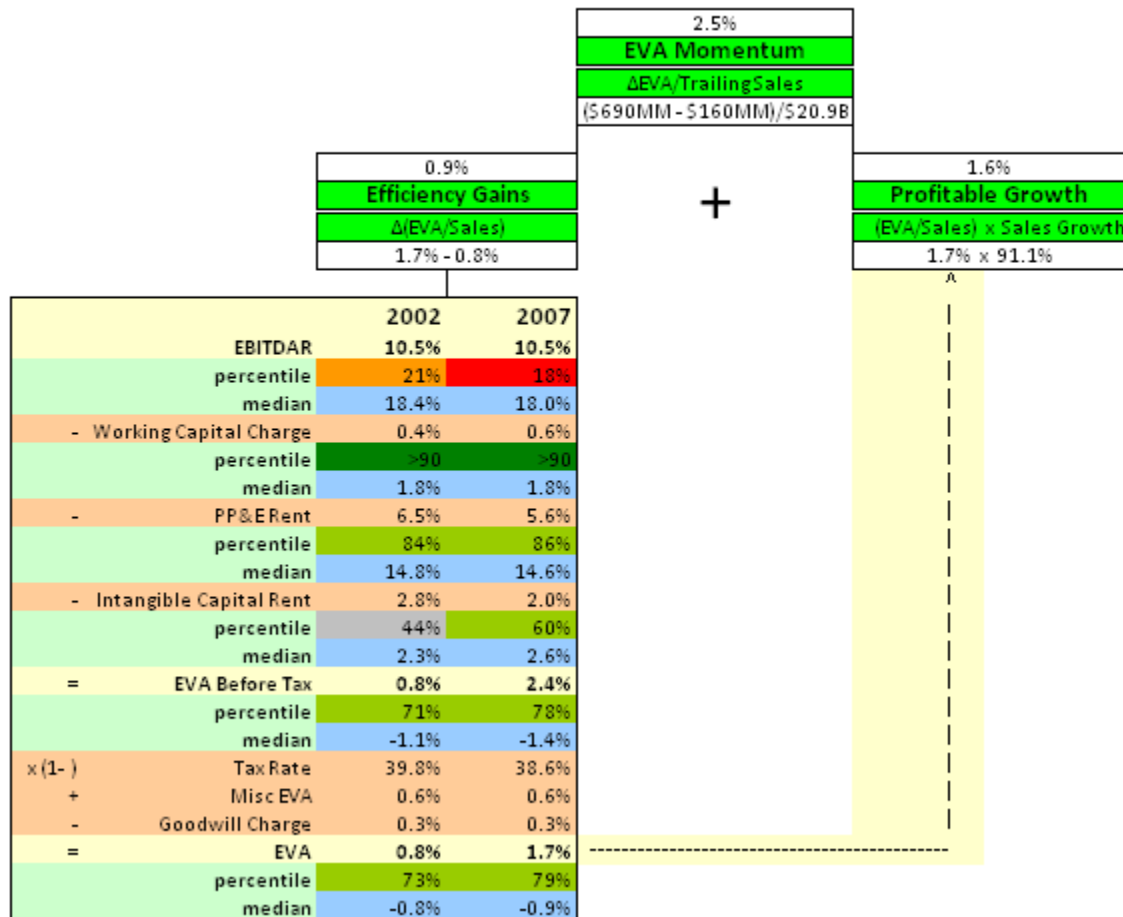 2.5%
EVA Momentum
ΔEVA/TrailingSales
($690MM - $160MM)/$20.9B
0.9%
Efficiency Gains
Δ(EVA/Sales)
1.7% - 0.8%
+
1.6%
Profitable Growth
(EVA/Sales) x Sales Growth
1.7% x 91.1%
2002 2007
EBITDAR 10.5% 10.5%
percentile 21% 18%
median 18.4% 18.0%
- Working Capital Charge 0.4% 0.6%
percentile >90 >90
median 1.8% 1.8%
- PP&E Rent 6.5% 5.6%
percentile 84% 86%
median 14.8% 14.6%
- Intangible Capital Rent 2.8% 2.0%
percentile 44% 60%
median 2.3% 2.6%
= EVA Before Tax 0.8% 2.4%
percentile 71% 78%
median -1.1% -1.4%
x (1- ) Tax Rate 39.8% 38.6%
+ Misc EVA 0.6% 0.6%
- Goodwill Charge 0.3% 0.3%
= EVA 0.8% 1.7%
percentile 73% 79%
median -0.8% -0.9%